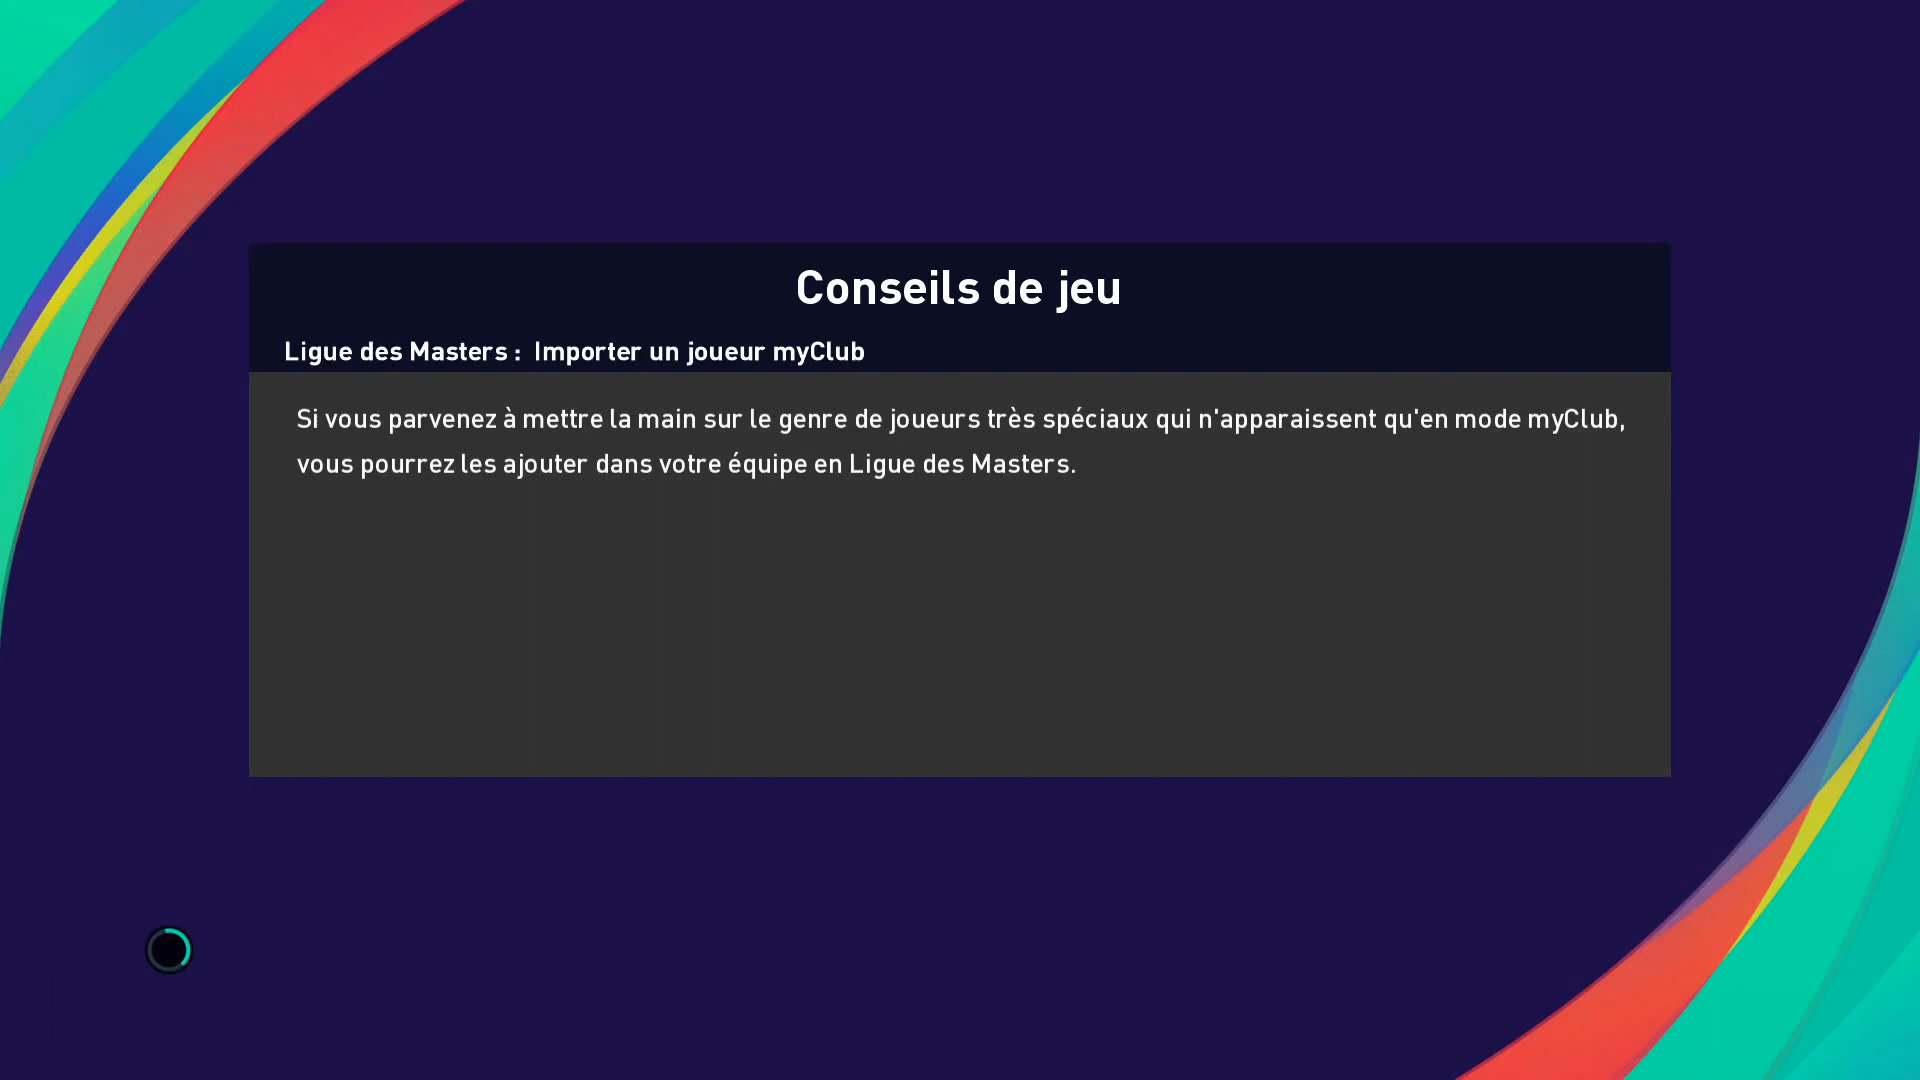 Conseils de jeu
Ligue des Masters :  Importer un joueur myClub
Si vous parvenez à mettre la main sur le genre de joueurs très spéciaux qui n'apparaissent qu'en mode myClub,
vous pourrez les ajouter dans votre équipe en Ligue des Masters.